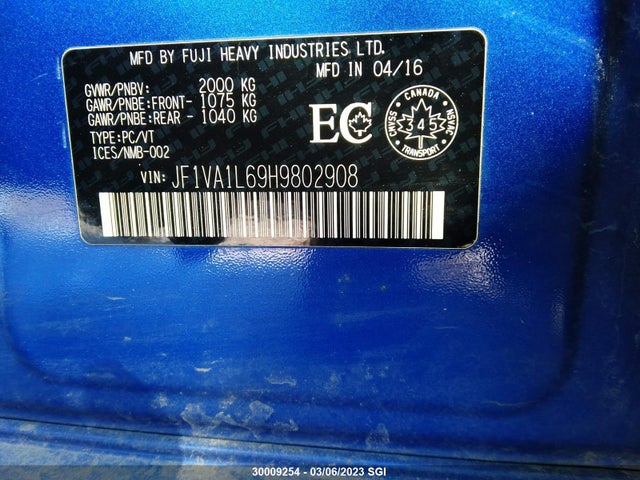 MFD BY FUJI HEAVY INDUSTRIES LTD.
MFD IN 04/16
GVWR/PNBV: 2000 KG
GAWR/PNBE:FRONT- 1075 KG
GAWR/PNBE:REAR - 1040 KG
TYPE:PC/VT
ICES/NMB-002
EC
CANADA
CMVSS
NSVAC
345
TRANSPORT
VIN: JF1VA1L69H9802908
30009254 - 03/06/2023 SGI